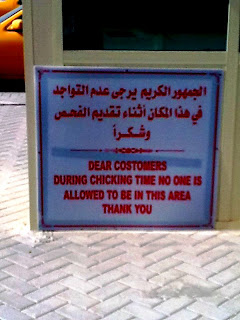 الجمهور الكريم يرجى عدم التواجد
في هذا المكان أثناء تقديم الفحص
وشكراً
DEAR COSTOMERS
DURING CHICKING TIME NO ONE IS
ALLOWED TO BE IN THIS AREA
THANK YOU